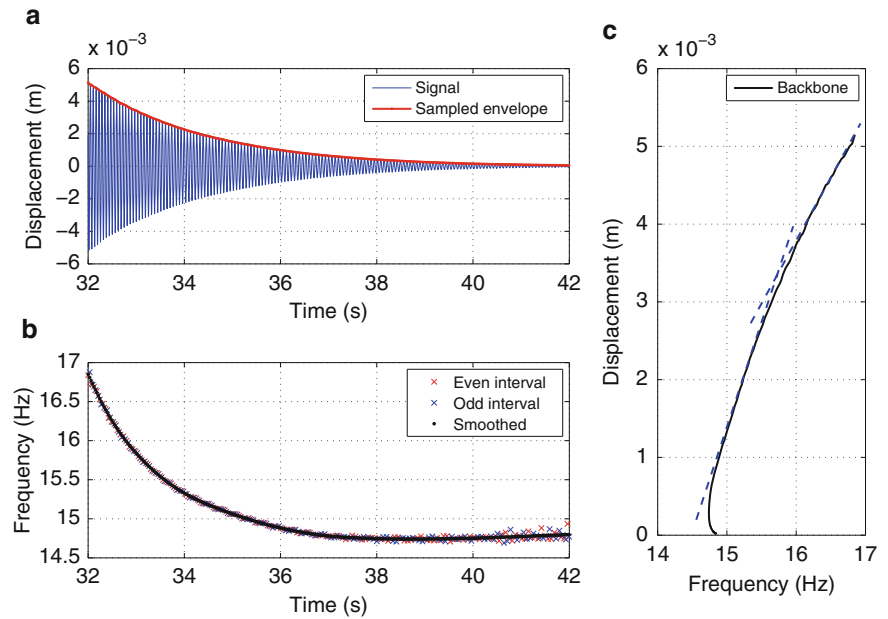 a
x 10⁻³
Displacement (m)
6
4
2
0
−2
−4
−6
32
34
36
38
40
42
Time (s)
Signal
Sampled envelope
b
Frequency (Hz)
17
16.5
16
15.5
15
14.5
32
34
36
38
40
42
Time (s)
Even interval
Odd interval
Smoothed
c
x 10⁻³
Displacement (m)
6
5
4
3
2
1
0
14
15
16
17
Frequency (Hz)
Backbone